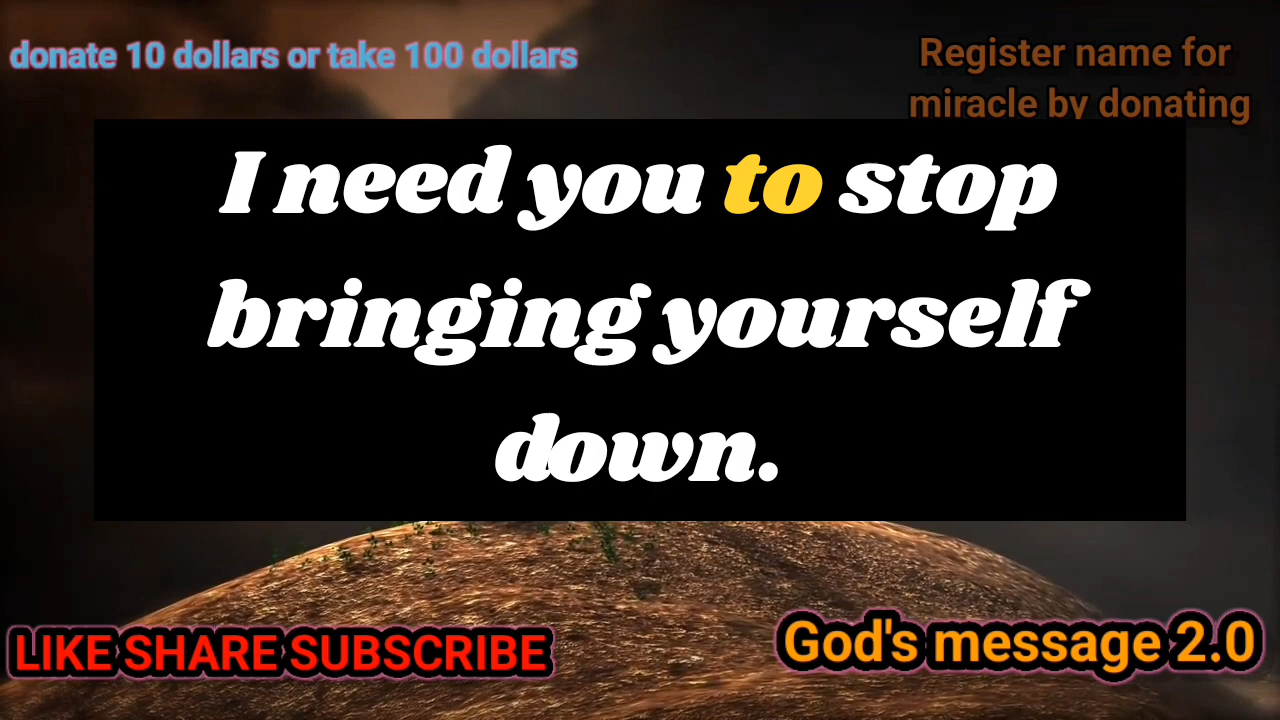 donate 10 dollars or take 100 dollars
Register name for
miracle by donating
I need you to stop
bringing yourself
down.
LIKE SHARE SUBSCRIBE
God's message 2.0